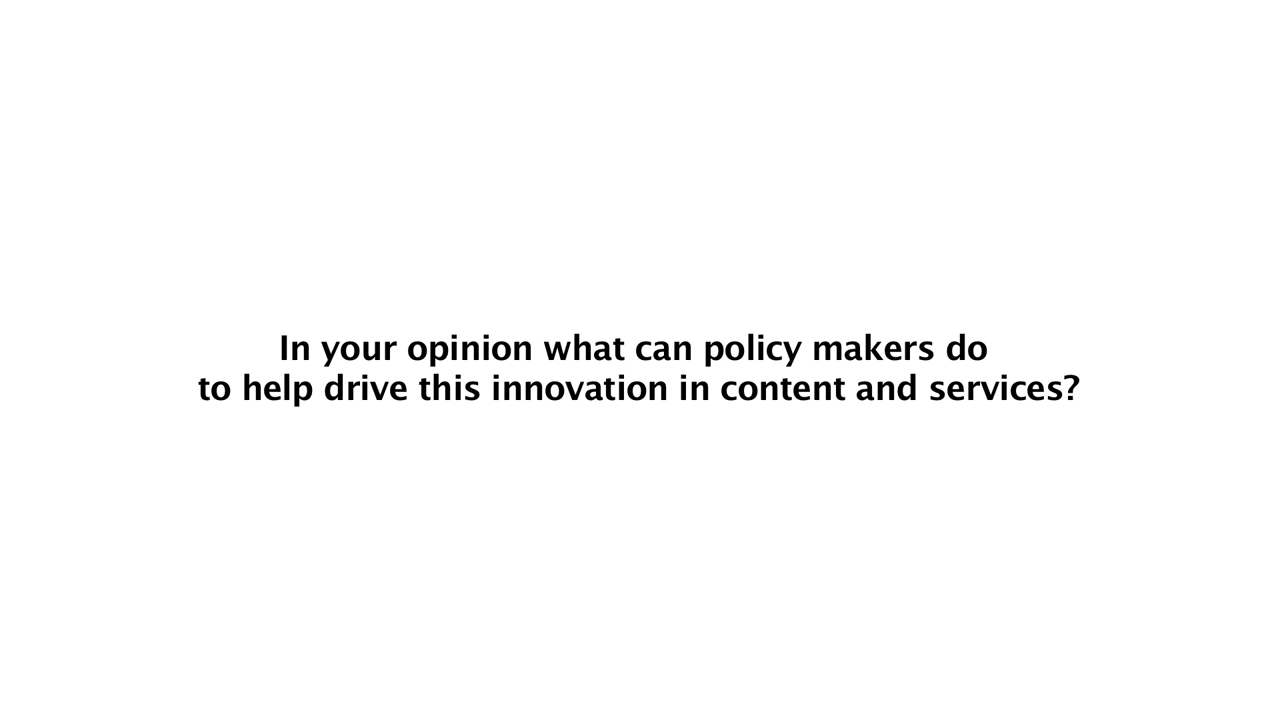 In your opinion what can policy makers do
to help drive this innovation in content and services?